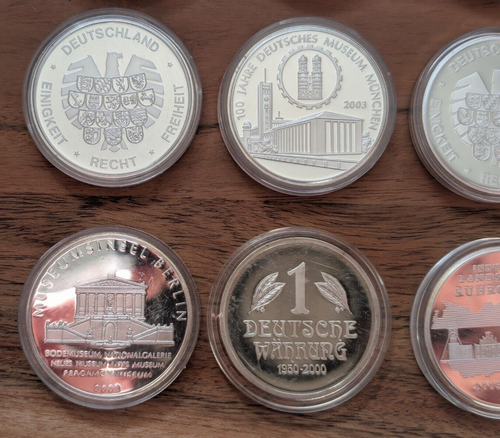 DEUTSCHLAND
EINIGKEIT
RECHT
FREIHEIT
100 JAHRE DEUTSCHES MUSEUM MÜNCHEN
2003
EINIGKEIT
MUSEUMSINSEL BERLIN
BODEMUSEUM NATIONALGALERIE
NEUES MUSEUM
MUSEUM
PERGAMONMUSEUM
1
DEUTSCHE
WÄHRUNG
1950-2000